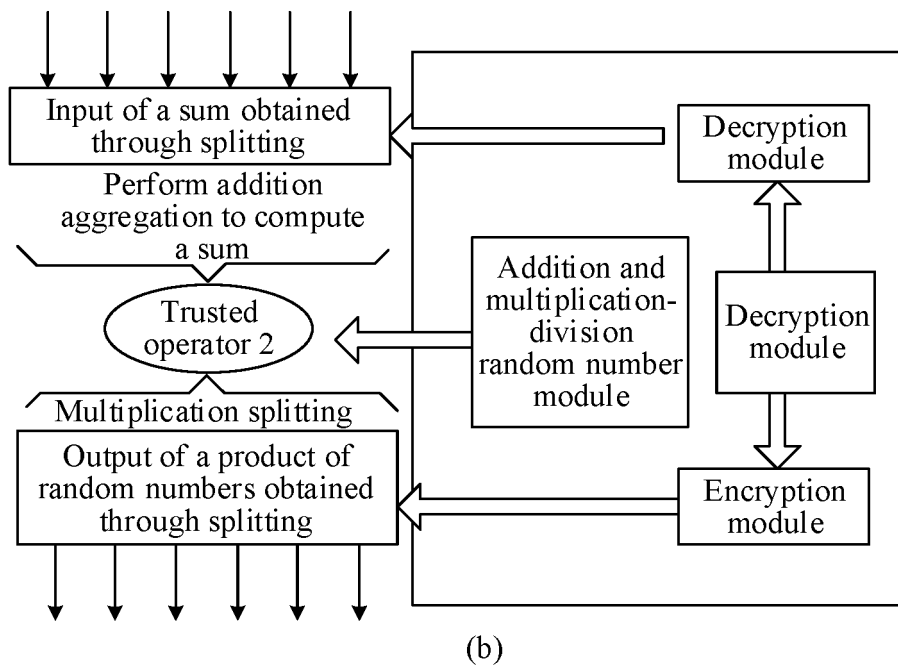 Input of a sum obtained
through splitting
Perform addition
aggregation to compute
a sum
Trusted
operator 2
Multiplication splitting
Output of a product of
random numbers obtained
through splitting
Addition and
multiplication-
division
random number
module
Decryption
module
Decryption
module
Encryption
module
(b)